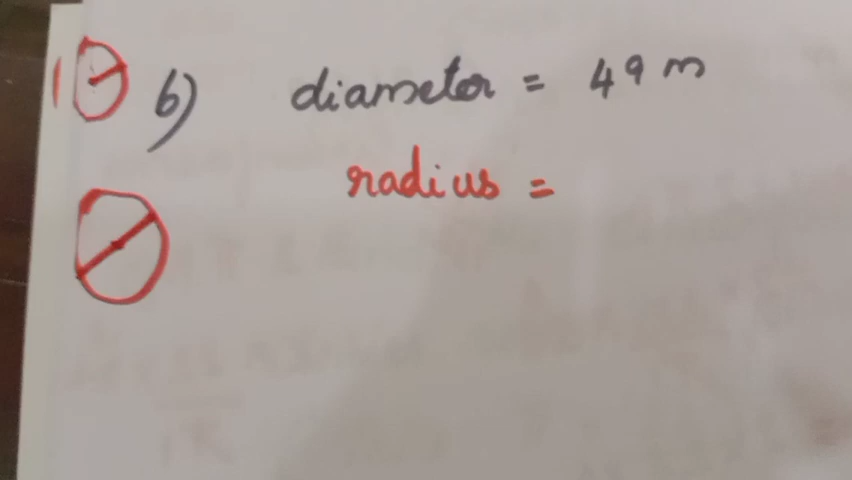 b) diameter = 49 m
radius =